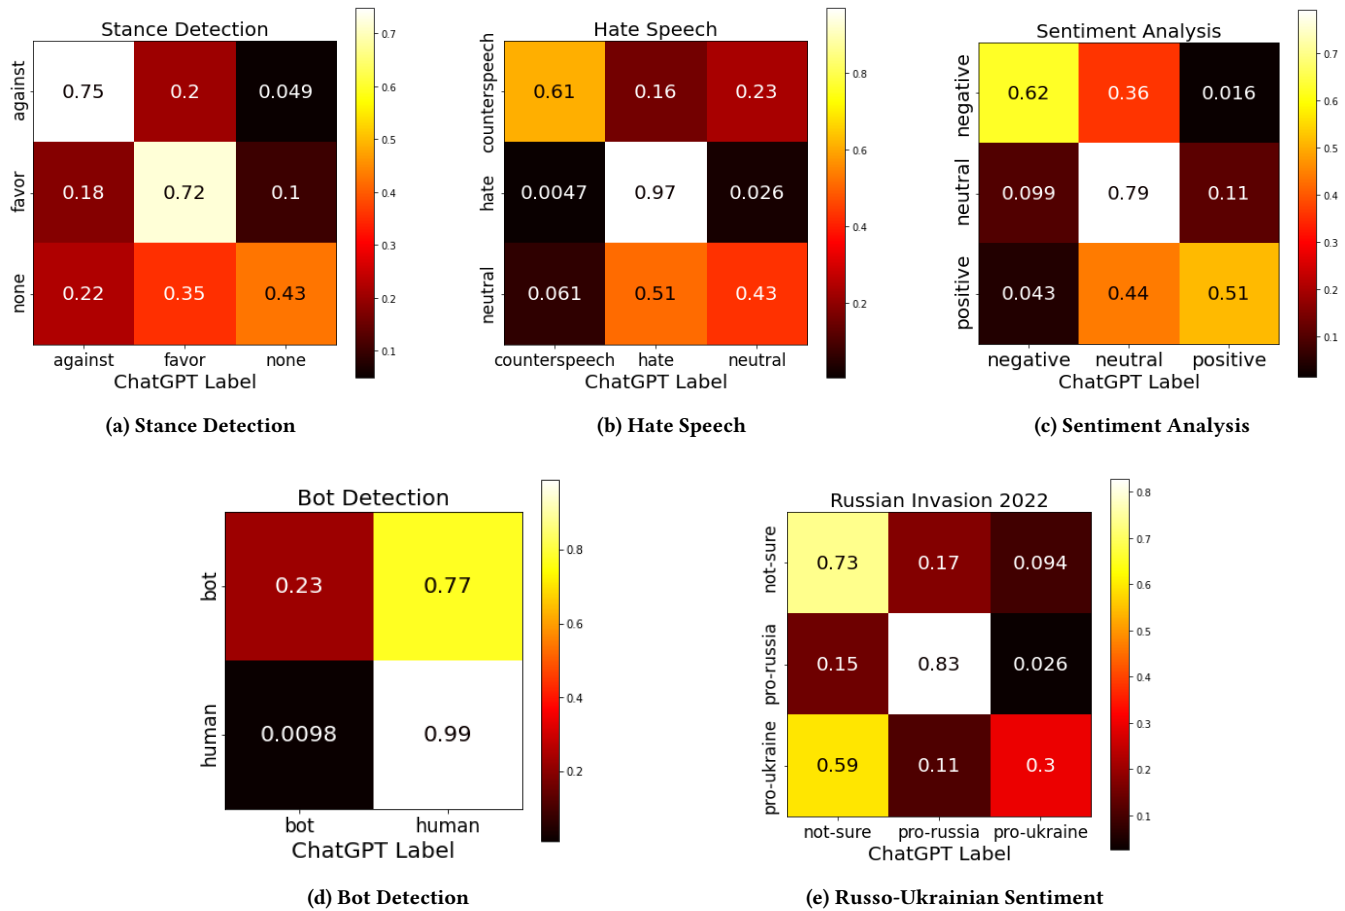 Stance Detection
against
0.75 0.2 0.049
favor
0.18 0.72 0.1
none
0.22 0.35 0.43
against favor none
ChatGPT Label
0.7
0.6
0.5
0.4
0.3
0.2
0.1
(a) Stance Detection
Hate Speech
counterspeech
0.61 0.16 0.23
hate
0.0047 0.97 0.026
neutral
0.061 0.51 0.43
counterspeech hate neutral
ChatGPT Label
0.8
0.6
0.4
0.2
(b) Hate Speech
Sentiment Analysis
negative
0.62 0.36 0.016
neutral
0.099 0.79 0.11
positive
0.043 0.44 0.51
negative neutral positive
ChatGPT Label
0.7
0.6
0.5
0.4
0.3
0.2
0.1
(c) Sentiment Analysis
Bot Detection
bot
0.23 0.77
human
0.0098 0.99
bot human
ChatGPT Label
0.8
0.6
0.4
0.2
(d) Bot Detection
Russian Invasion 2022
not-sure
0.73 0.17 0.094
pro-russia
0.15 0.83 0.026
pro-ukraine
0.59 0.11 0.3
not-sure pro-russia pro-ukraine
ChatGPT Label
0.8
0.7
0.6
0.5
0.4
0.3
0.2
0.1
(e) Russo-Ukrainian Sentiment